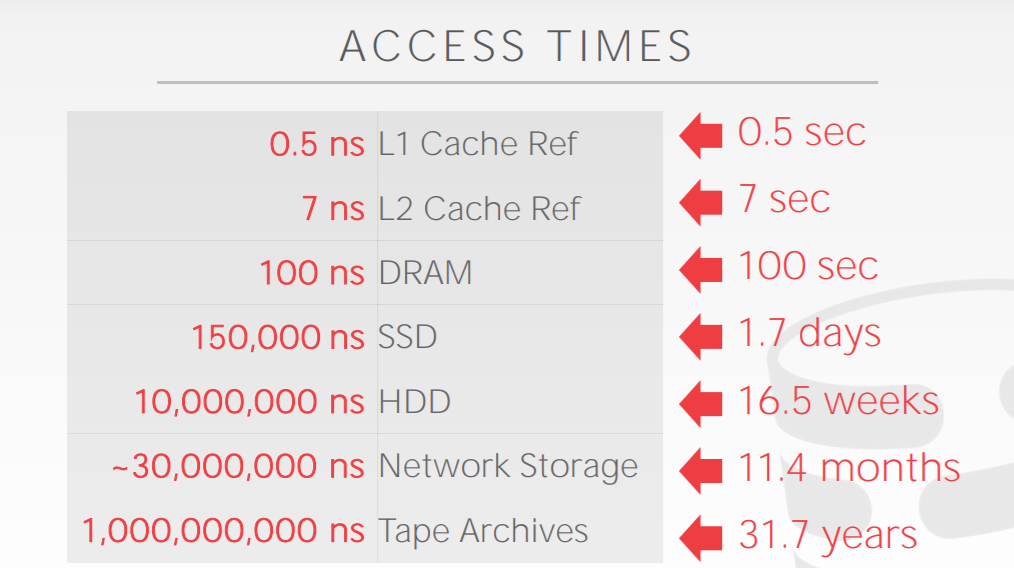 ACCESS TIMES
0.5 ns L1 Cache Ref 0.5 sec
7 ns L2 Cache Ref 7 sec
100 ns DRAM 100 sec
150,000 ns SSD 1.7 days
10,000,000 ns HDD 16.5 weeks
~30,000,000 ns Network Storage 11.4 months
1,000,000,000 ns Tape Archives 31.7 years